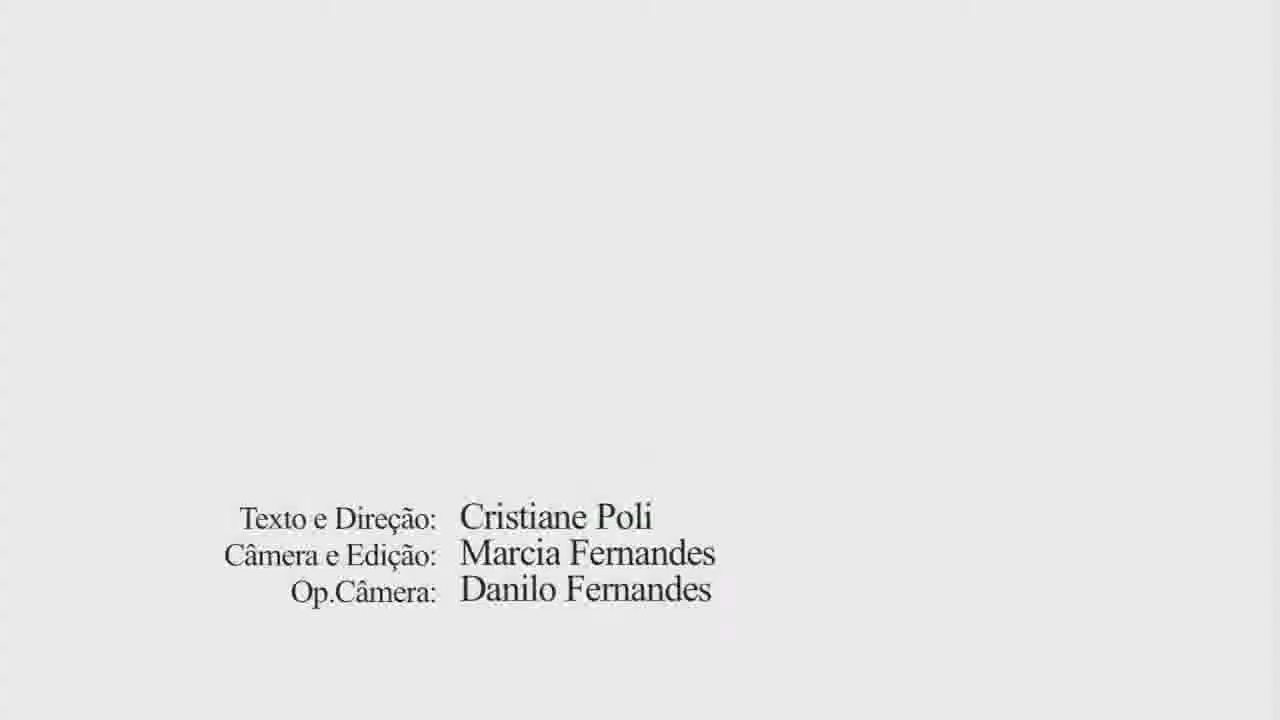 Texto e Direção: Cristiane Poli
Câmera e Edição: Marcia Fernandes
Op.Câmera: Danilo Fernandes